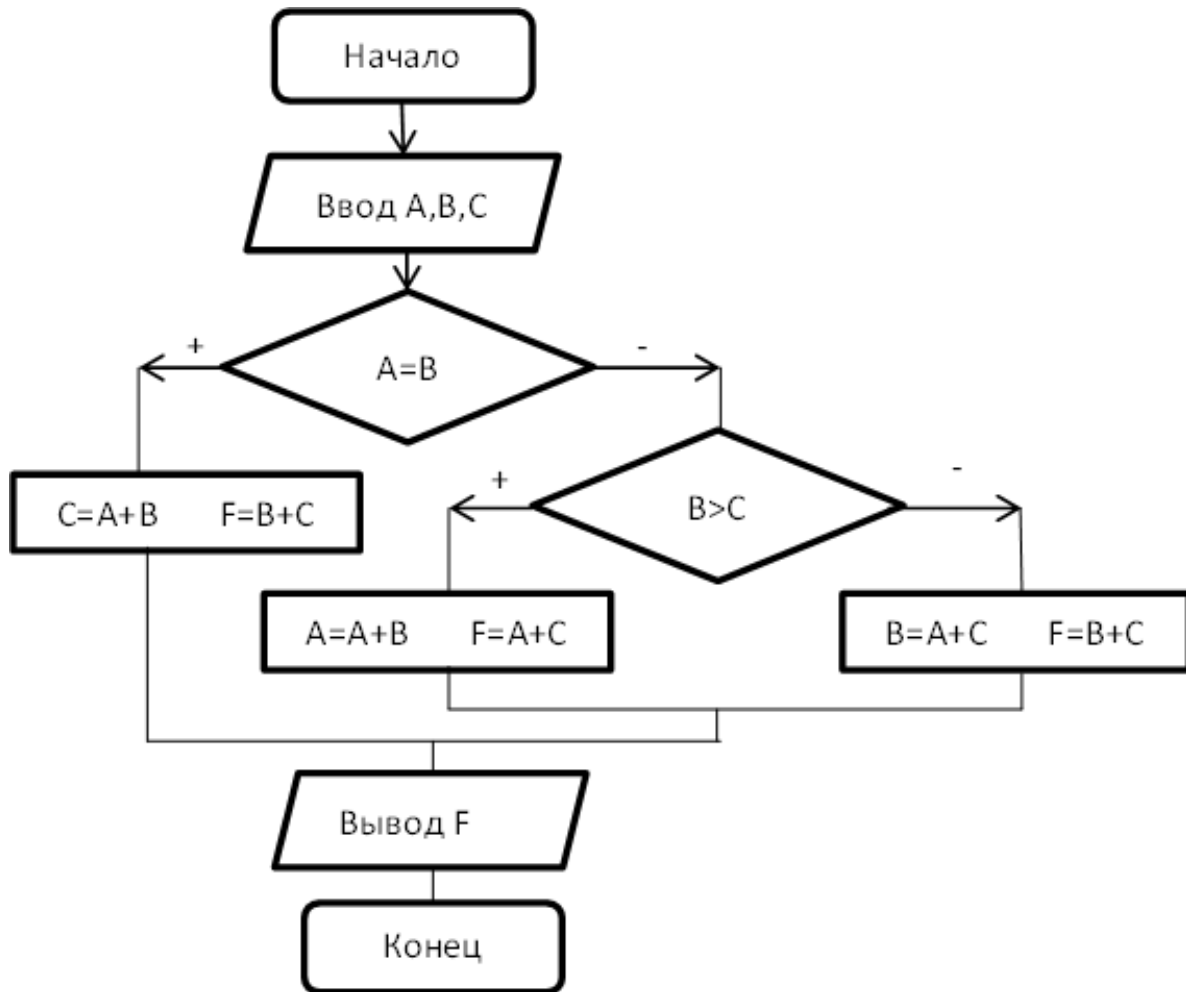 Начало
Ввод A,B,C
+
-
A=B
+
-
B>C
C=A+B F=B+C
A=A+B F=A+C
B=A+C F=B+C
Вывод F
Конец